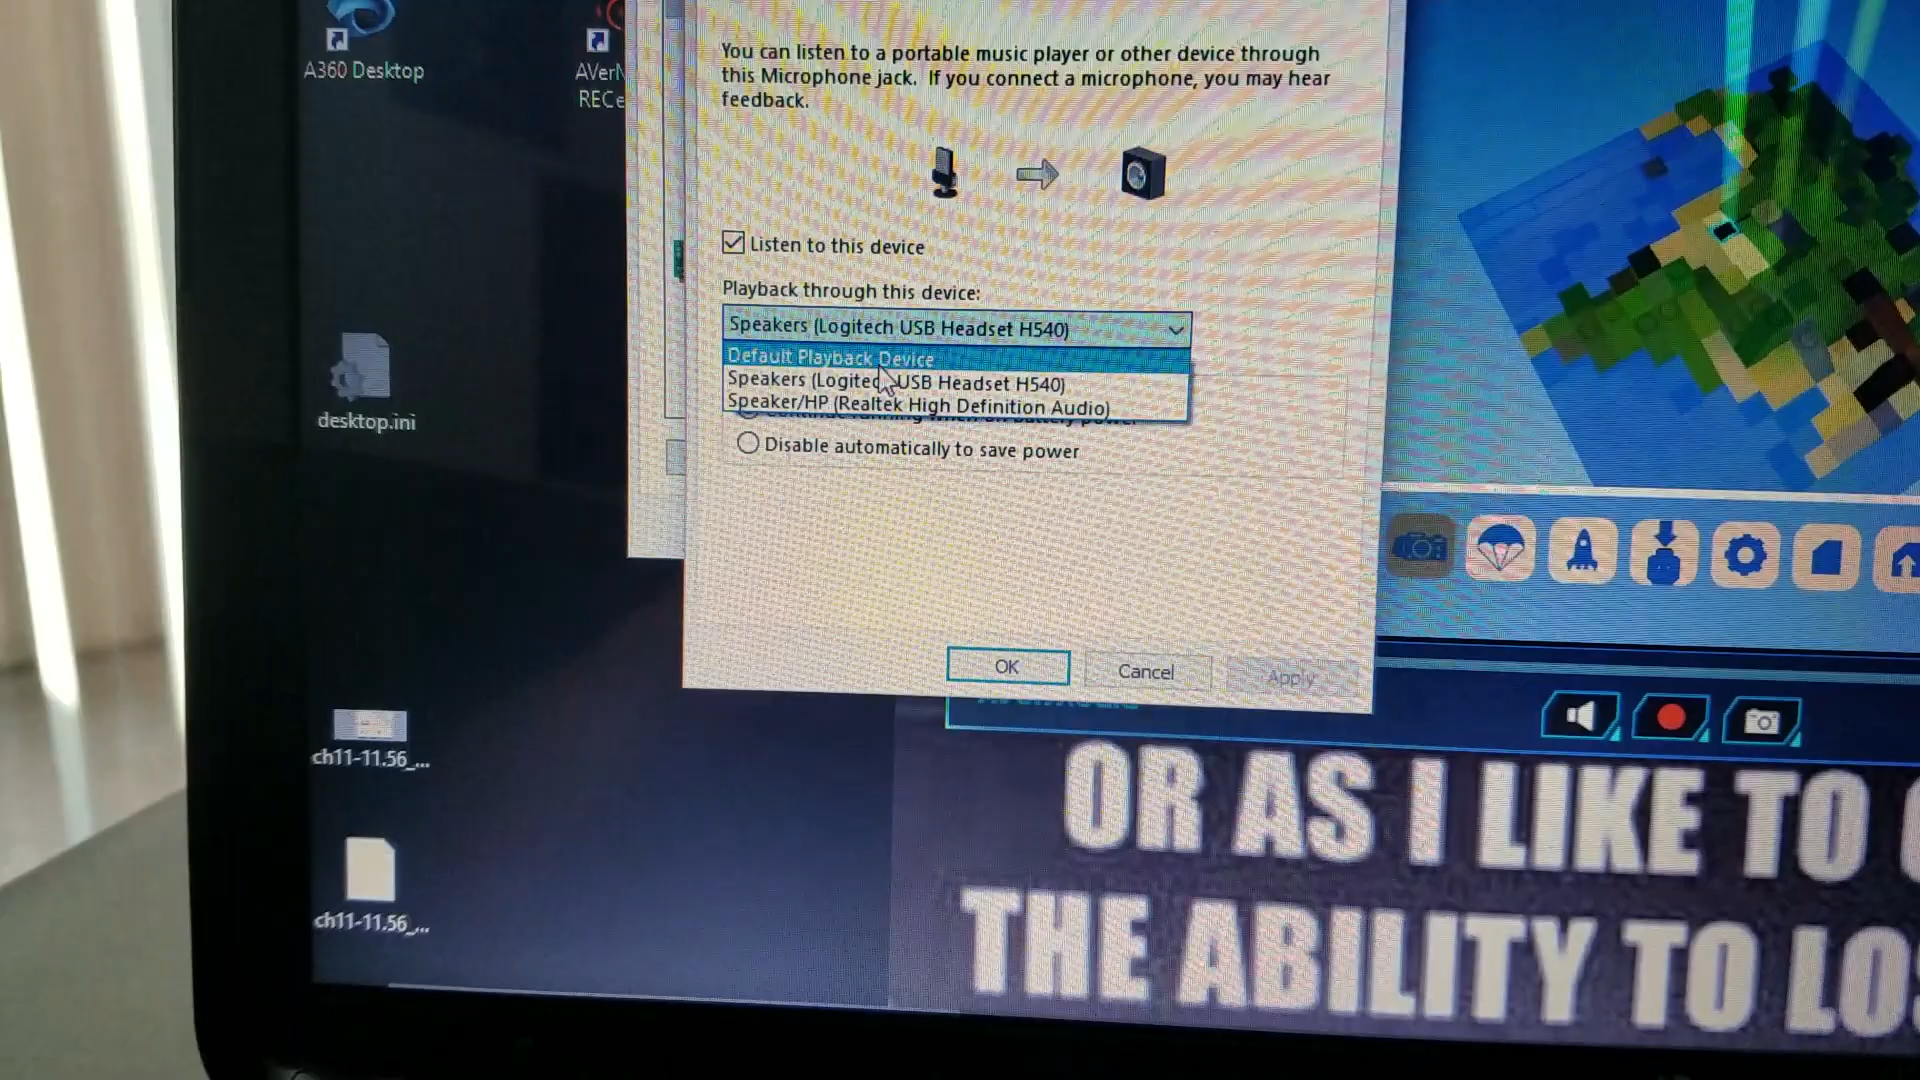 A360 Desktop
AVerM
RECe
You can listen to a portable music player or other device through
this Microphone jack. If you connect a microphone, you may hear
feedback.
Listen to this device
Playback through this device:
Speakers (Logitech USB Headset H540)
Default Playback Device
Speakers (Logitec USB Headset H540)
Speaker/HP (Realtek High Definition Audio)
Disable automatically to save power
desktop.ini
OK
Cancel
Apply
ch11-11.56_...
ch11-11.56_...
OR AS I LIKE TO
THE ABILITY TO LOS